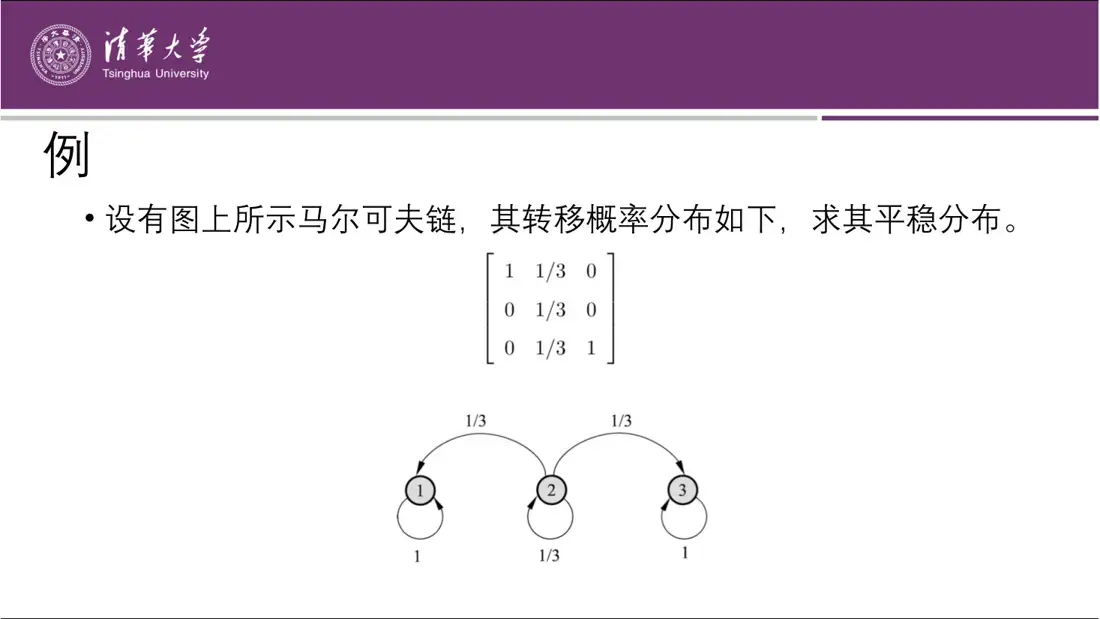 清華大学
Tsinghua University
例
• 设有图上所示马尔可夫链，其转移概率分布如下，求其平稳分布。
1 1/3 0
0 1/3 0
0 1/3 1
1/3 1/3
1 2 3
1 1/3 1